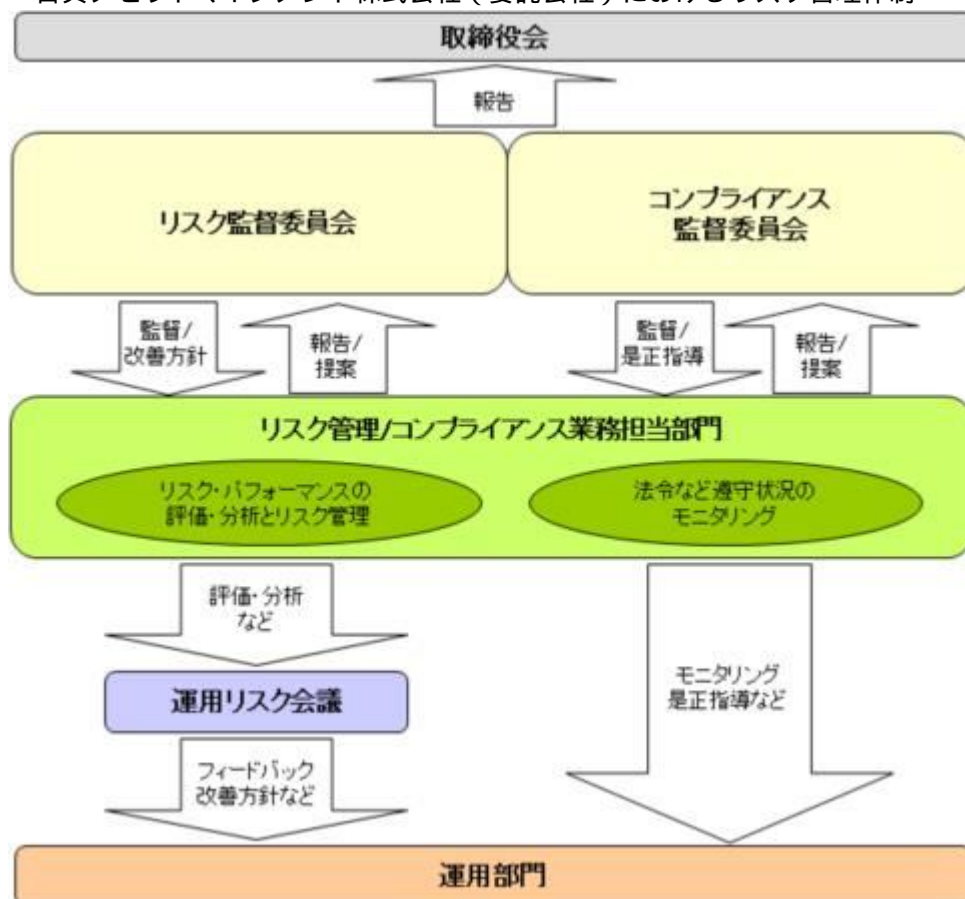 取締役会
報告
リスク監督委員会
コンプライアンス
監督委員会
監督/
改善方針
報告/
提案
監督/
是正指導
報告/
提案
リスク管理/コンプライアンス業務担当部門
リスク・パフォーマンスの
評価・分析とリスク管理
法令など遵守状況の
モニタリング
評価・分析
など
運用リスク会議
モニタリング
是正指導など
フィードバック
改善方針など
運用部門